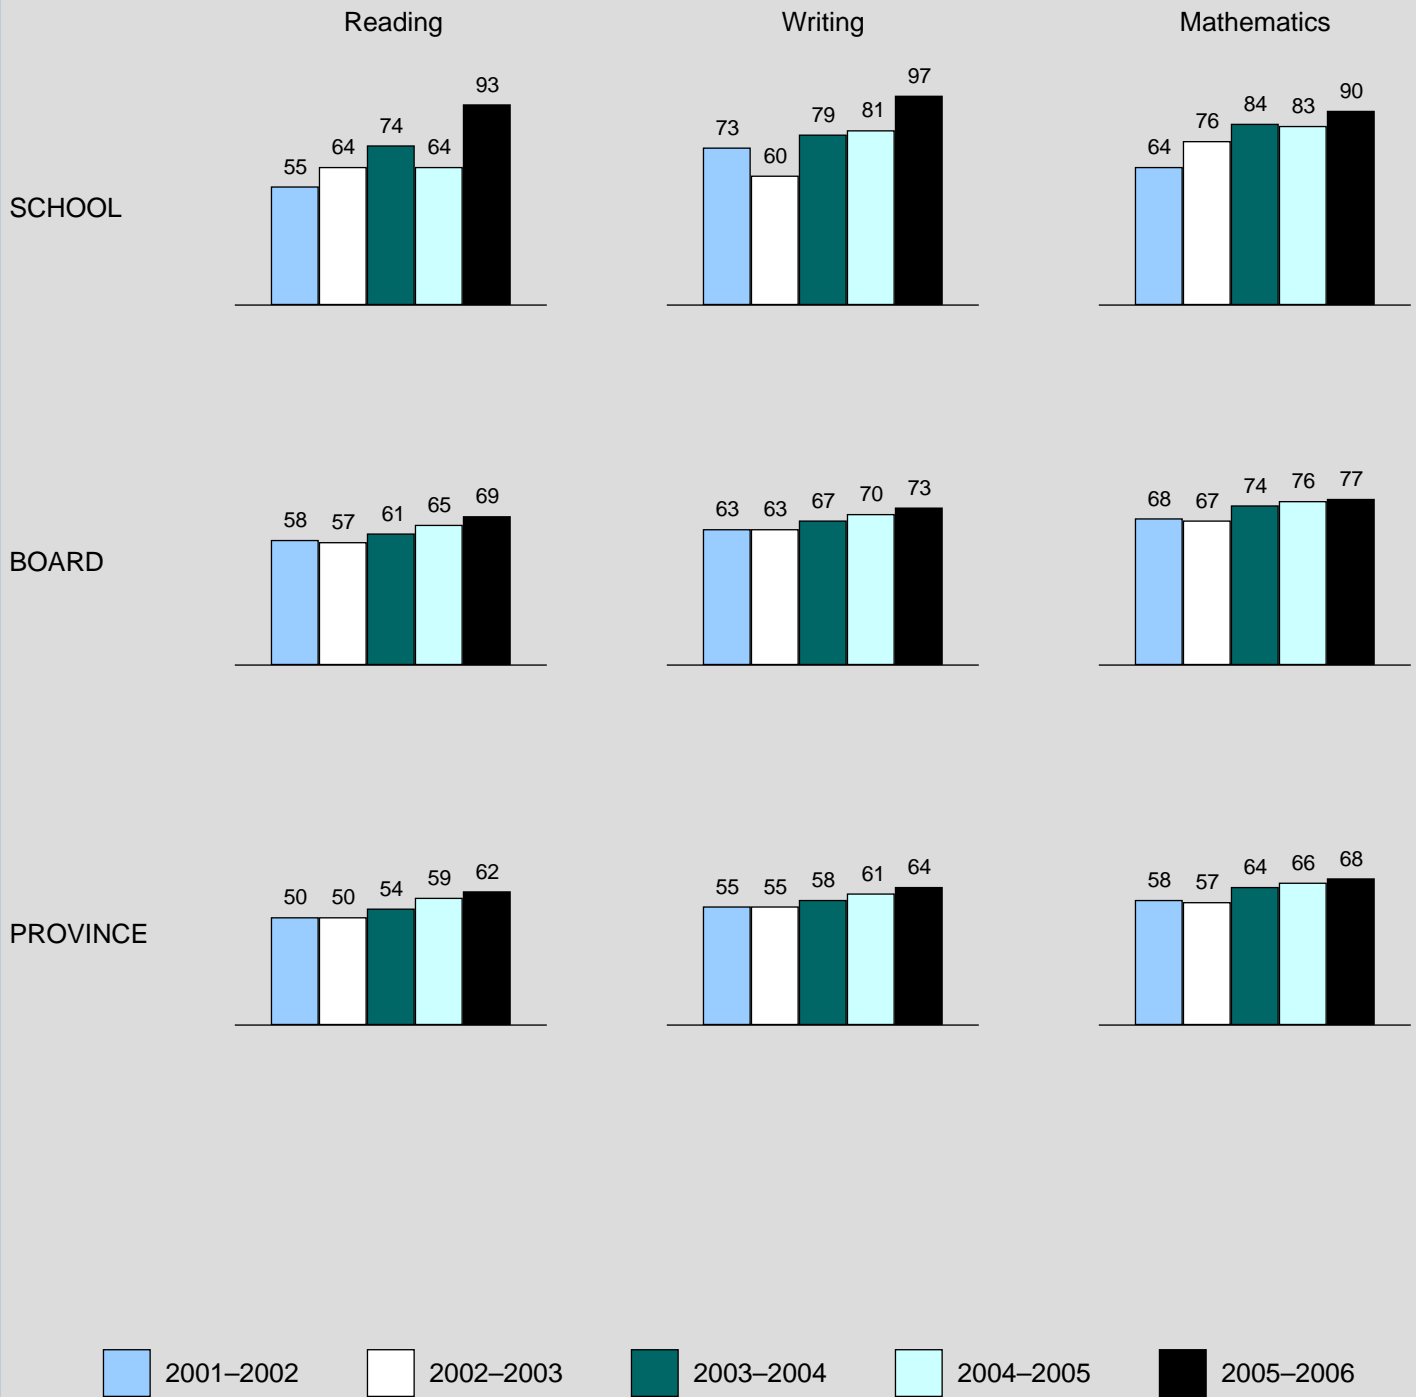 Reading Writing Mathematics
SCHOOL
55 64 74 64 93
73 60 79 81 97
64 76 84 83 90
BOARD
58 57 61 65 69
63 63 67 70 73
68 67 74 76 77
PROVINCE
50 50 54 59 62
55 55 58 61 64
58 57 64 66 68
2001–2002 2002–2003 2003–2004 2004–2005 2005–2006